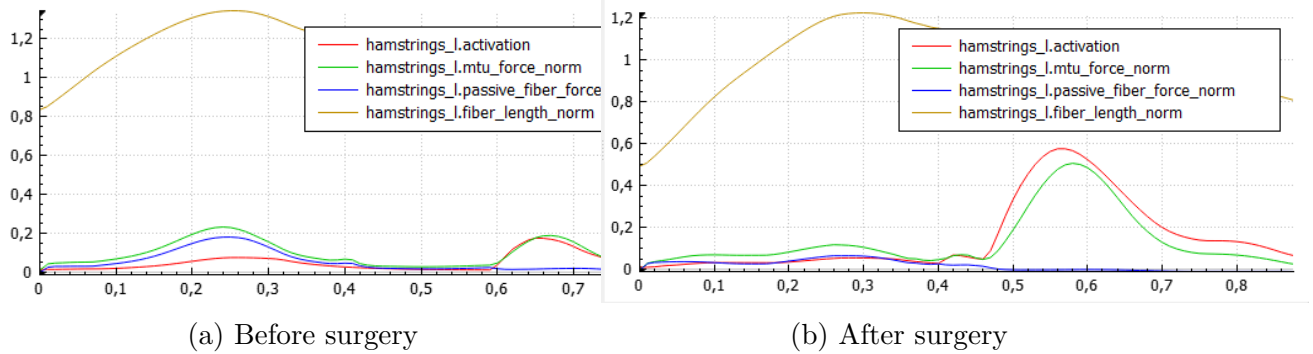 1,2
1
0,8
0,6
0,4
0,2
0
0 0,1 0,2 0,3 0,4 0,5 0,6 0,7
hamstrings_l.activation
hamstrings_l.mtu_force_norm
hamstrings_l.passive_fiber_force
hamstrings_l.fiber_length_norm
(a) Before surgery
1,2
1
0,8
0,6
0,4
0,2
0
0 0,1 0,2 0,3 0,4 0,5 0,6 0,7 0,8
hamstrings_l.activation
hamstrings_l.mtu_force_norm
hamstrings_l.passive_fiber_force_norm
hamstrings_l.fiber_length_norm
(b) After surgery